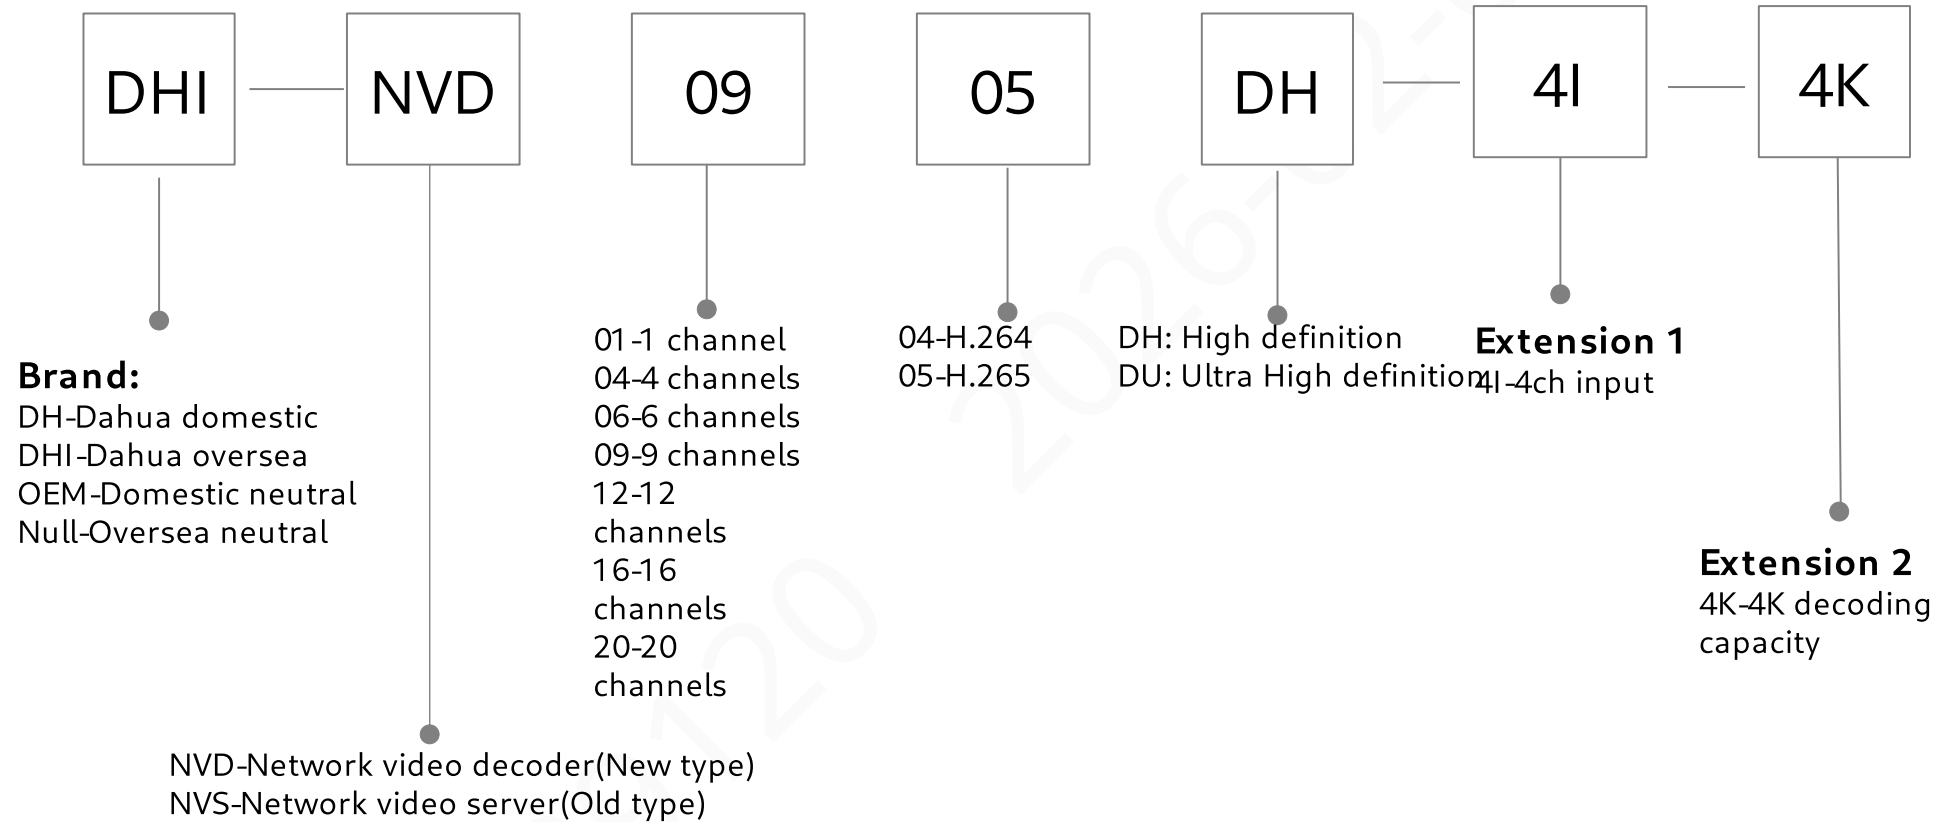 DHI
NVD
09
05
DH
4I
4K
Brand:
DH-Dahua domestic
DHI-Dahua oversea
OEM-Domestic neutral
Null-Oversea neutral
NVD-Network video decoder(New type)
NVS-Network video server(Old type)
01-1 channel
04-4 channels
06-6 channels
09-9 channels
12-12
channels
16-16
channels
20-20
channels
04-H.264
05-H.265
DH: High definition
DU: Ultra High definition
Extension 1
4I-4ch input
Extension 2
4K-4K decoding
capacity